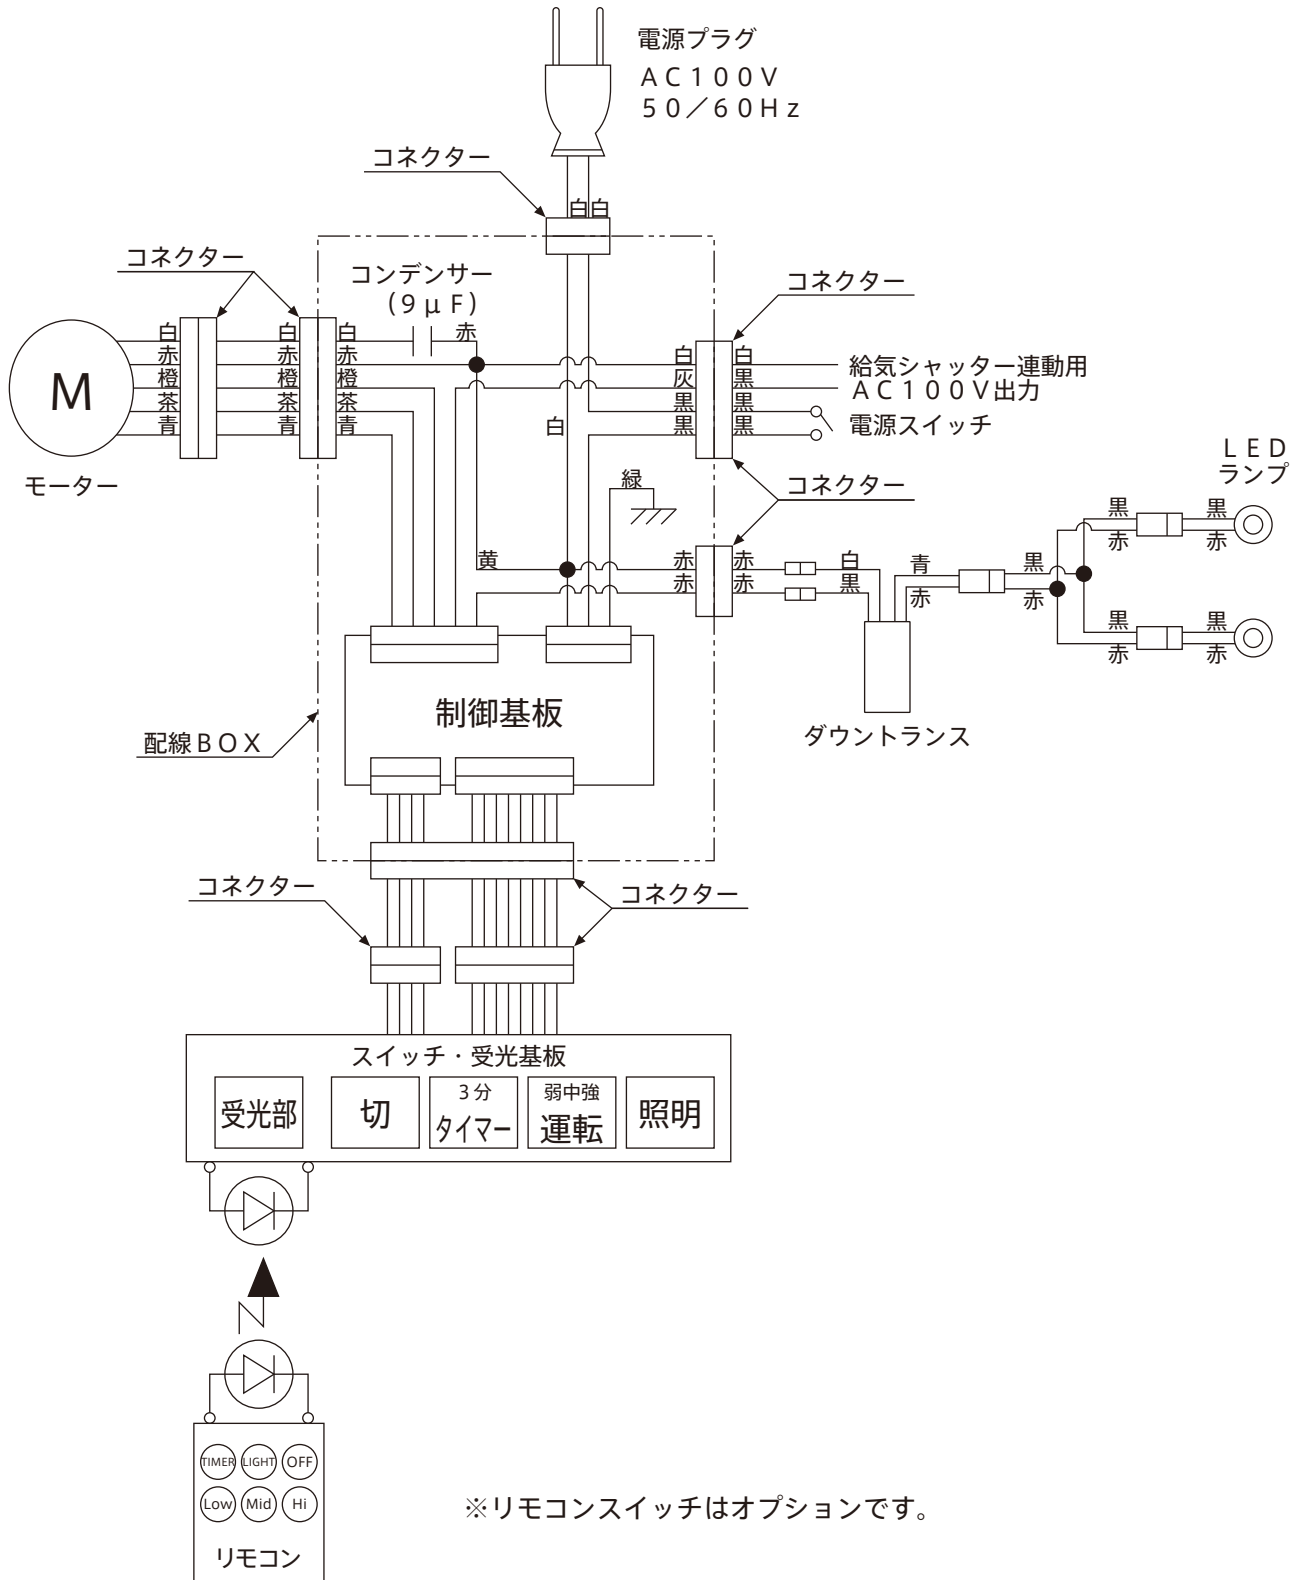 電源プラグ
AC100V
50／60Hz
コネクター
白白
コネクター
コンデンサー
(9μF)
コネクター
白 白 白 赤
赤 赤 赤
橙 橙 橙
茶 茶 茶
青 青 青
M
モーター
白 白 給気シャッター連動用
灰 黒 AC100V出力
黒 黒
黒 黒 電源スイッチ
白
緑
コネクター
LED
ランプ
黄
赤 赤 白
赤 赤 黒
青 黒
赤 赤
黒 黒
赤 赤
黒 黒
赤 赤
ダウントランス
制御基板
配線BOX
コネクター
コネクター
スイッチ・受光基板
受光部
切
3分
タイマー
弱中強
運転
照明
TIMER LIGHT OFF
Low Mid Hi
リモコン
※リモコンスイッチはオプションです。